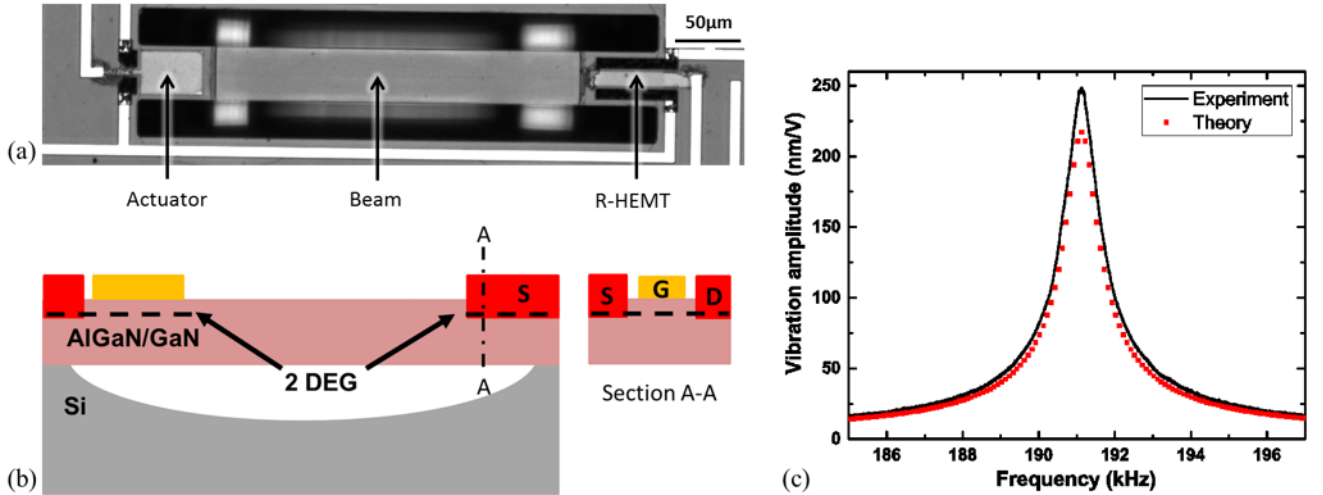 50µm
(a)
Actuator
Beam
R-HEMT
A
S
S
G
D
AlGaN/GaN
2 DEG
A
Si
Section A-A
(b)
250
200
150
100
50
0
Vibration amplitude (nm/V)
Experiment
Theory
186 188 190 192 194 196
Frequency (kHz)
(c)